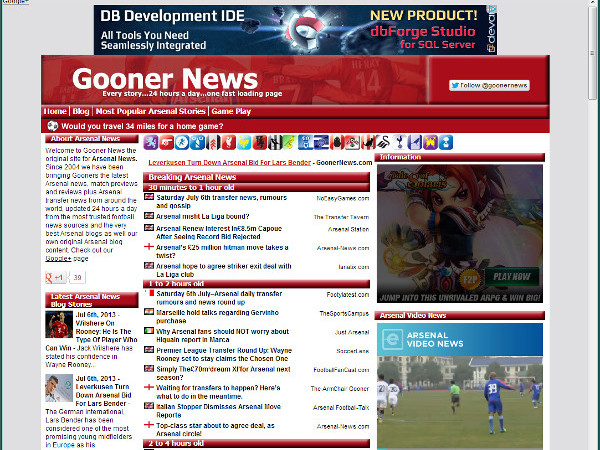 Google+
DB Development IDE
All Tools You Need
Seamlessly Integrated
NEW PRODUCT!
dbForge Studio
for SQL Server
devart
Gooner News
Every story...24 hours a day...one fast loading page
Follow @goonernews
Home | Blog | Most Popular Arsenal Stories | Game Play
Would you travel 34 miles for a home game?
About Arsenal News
Welcome to Gooner News the
original site for Arsenal News.
Since 2004 we have been
bringing Gooners the latest
Arsenal news, match previews
and reviews plus Arsenal
transfer news from around the
world, updated 24 hours a day
from the most trusted football
news sources and the very
best Arsenal blogs as well our
own original Arsenal blog
content. Check out our
Google+ page
+1 39
Latest Arsenal News
Blog Stories
Jul 6th, 2013 -
Wilshere On
Rooney: He Is The
Type Of Player Who
Can Win - Jack Wilshere has
stated his confidence in
Wayne Rooney..
Jul 6th, 2013 -
Leverkusen Turn
Down Arsenal Bid
For Lars Bender -
The German international,
Lars Bender has been
considered one of the most
promising young midfielders
in Europe as his
Leverkusen Turn Down Arsenal Bid For Lars Bender - GoonerNews.com
Breaking Arsenal News
30 minutes to 1 hour old
Saturday July 6th transfer news, rumours
and gossip
NoEasyGames.com
Arsenal misfit La Liga bound?
The Transfer Tavern
Arsenal Renew Interest In€8.5m Capoue
After Seeing Record Bid Rejected
Arsenal Station
Arsenal's €25 million hitman move takes a
twist?
Arsenal-News.com
Arsenal hope to agree striker exit deal with
La Liga club
fanatix.com
1 to 2 hours old
Saturday 6th July–Arsenal daily transfer
rumours and news round up
Footylatest.com
Marseille hold talks regarding Gervinho
purchase
TheSportsCampus
Why Arsenal fans should NOT worry about
Higuain report in Marca
Just Arsenal
Premier League Transfer Round Up: Wayne
Rooney set to stay claims the Chosen One
SoccerLens
Simply The€70m'dream XI'for Arsenal next
season?
FootballFanCast.com
Waiting for transfers to happen? Here's
what to do in the meantime.
The ArmChair Gooner
Italian Stopper Dismisses Arsenal Move
Reports
Arsenal Football-Talk
Top-class star about to agree deal, as
Arsenal circle!
Arsenal-News.com
2 to 4 hours old
Information
F2P
PLAY NOW
JUMP INTO THIS UNRIVALED ARPG & WIN BIG!
Arsenal Video News
ARSENAL
VIDEO NEWS